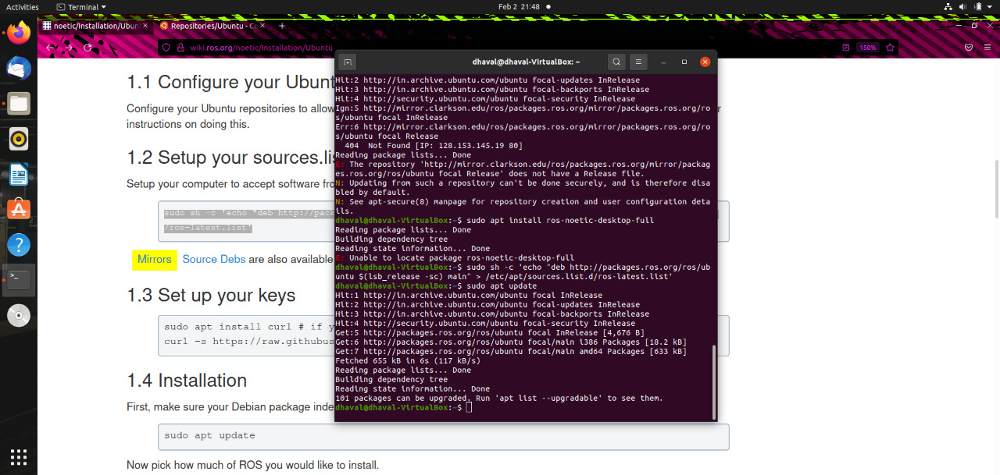 Activities
Terminal
Feb 2 21:48
noetic/Installation/Ubun
Repositories/Ubuntu - Co
wiki.ros.org/noetic/Installation/Ubuntu
150%
1.1 Configure your Ubunt
Configure your Ubuntu repositories to allow
instructions on doing this.
1.2 Setup your sources.li
Setup your computer to accept software fro
sudo sh -c 'echo "deb http://pack
/ros-latest.list'
Mirrors Source Debs are also available
1.3 Set up your keys
sudo apt install curl # if y
curl -s https://raw.githubus
1.4 Installation
First, make sure your Debian package inde
sudo apt update
Now pick how much of ROS you would like to install.
dhaval@dhaval-VirtualBox: ~
Hit:2 http://in.archive.ubuntu.com/ubuntu focal-updates InRelease
Hit:3 http://in.archive.ubuntu.com/ubuntu focal-backports InRelease
Hit:4 http://security.ubuntu.com/ubuntu focal-security InRelease
Ign:5 http://mirror.clarkson.edu/ros/packages.ros.org/mirror/packages.ros.org/ro
s/ubuntu focal InRelease
Err:6 http://mirror.clarkson.edu/ros/packages.ros.org/mirror/packages.ros.org/ro
s/ubuntu focal Release
404 Not Found [IP: 128.153.145.19 80]
Reading package lists... Done
E: The repository 'http://mirror.clarkson.edu/ros/packages.ros.org/mirror/packag
es.ros.org/ros/ubuntu focal Release' does not have a Release file.
N: Updating from such a repository can't be done securely, and is therefore disa
bled by default.
N: See apt-secure(8) manpage for repository creation and user configuration deta
ils.
dhaval@dhaval-VirtualBox:~$ sudo apt install ros-noetic-desktop-full
Reading package lists... Done
Building dependency tree
Reading state information... Done
E: Unable to locate package ros-noetic-desktop-full
dhaval@dhaval-VirtualBox:~$ sudo sh -c 'echo "deb http://packages.ros.org/ros/ub
untu $(lsb_release -sc) main" > /etc/apt/sources.list.d/ros-latest.list'
dhaval@dhaval-VirtualBox:~$ sudo apt update
Hit:1 http://in.archive.ubuntu.com/ubuntu focal InRelease
Hit:2 http://in.archive.ubuntu.com/ubuntu focal-updates InRelease
Hit:3 http://in.archive.ubuntu.com/ubuntu focal-backports InRelease
Hit:4 http://security.ubuntu.com/ubuntu focal-security InRelease
Get:5 http://packages.ros.org/ros/ubuntu focal InRelease [4,676 B]
Get:6 http://packages.ros.org/ros/ubuntu focal/main i386 Packages [18.2 kB]
Get:7 http://packages.ros.org/ros/ubuntu focal/main amd64 Packages [633 kB]
Fetched 655 kB in 6s (117 kB/s)
Reading package lists... Done
Building dependency tree
Reading state information... Done
101 packages can be upgraded. Run 'apt list --upgradable' to see them.
dhaval@dhaval-VirtualBox:~$